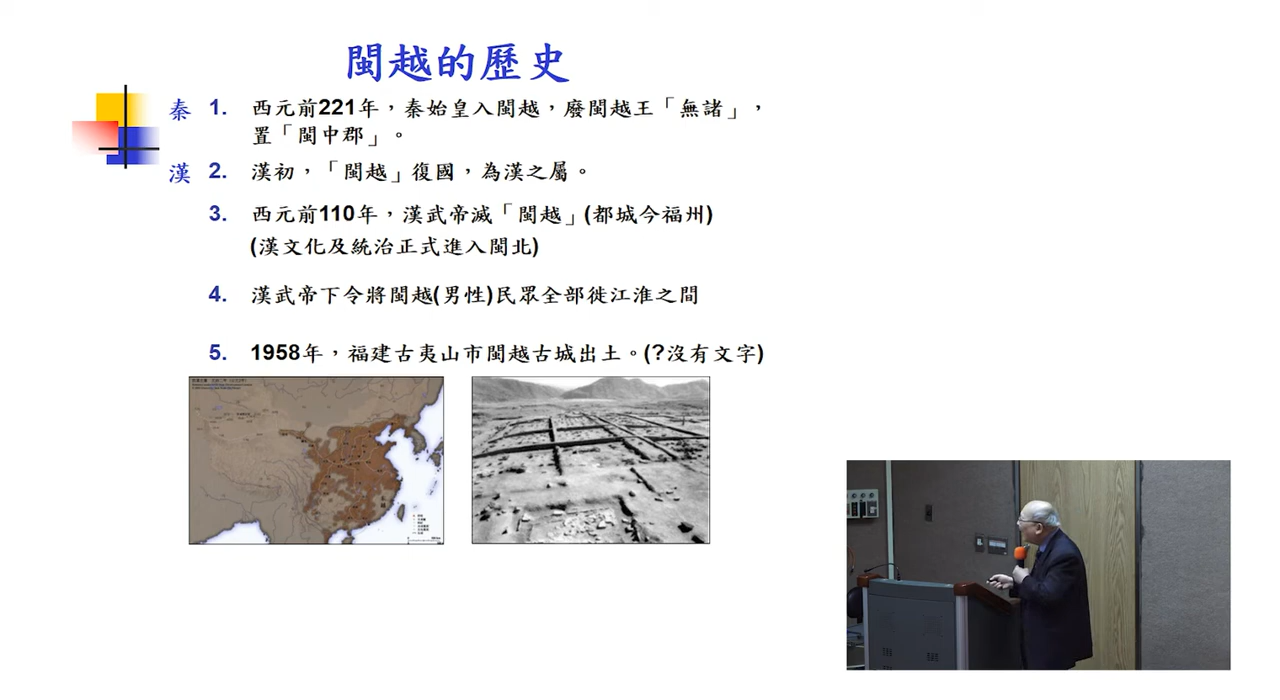 閩越的歷史
秦 1. 西元前221年，秦始皇入閩越，廢閩越王「無諸」，
置「閩中郡」。
漢 2. 漢初，「閩越」復國，為漢之屬。
3. 西元前110年，漢武帝滅「閩越」(都城今福州)
(漢文化及統治正式進入閩北)
4. 漢武帝下令將閩越(男性)民眾全部徙江淮之間
5. 1958年，福建古夷山市閩越古城出土。(?沒有文字)